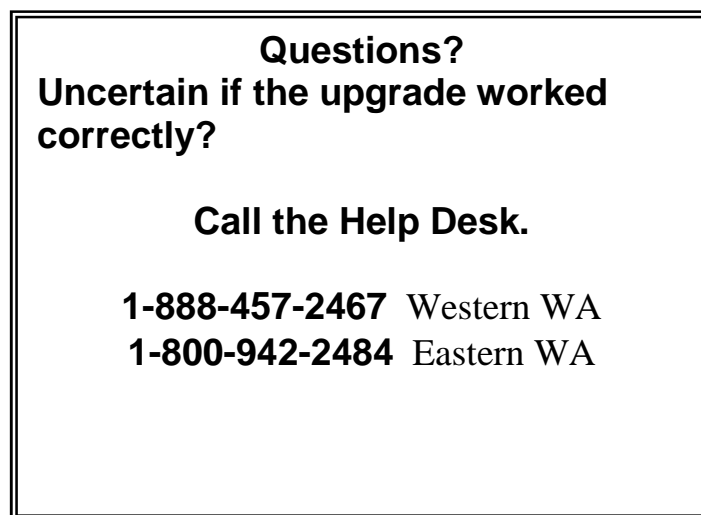 Questions?
Uncertain if the upgrade worked
correctly?
Call the Help Desk.
1-888-457-2467 Western WA
1-800-942-2484 Eastern WA